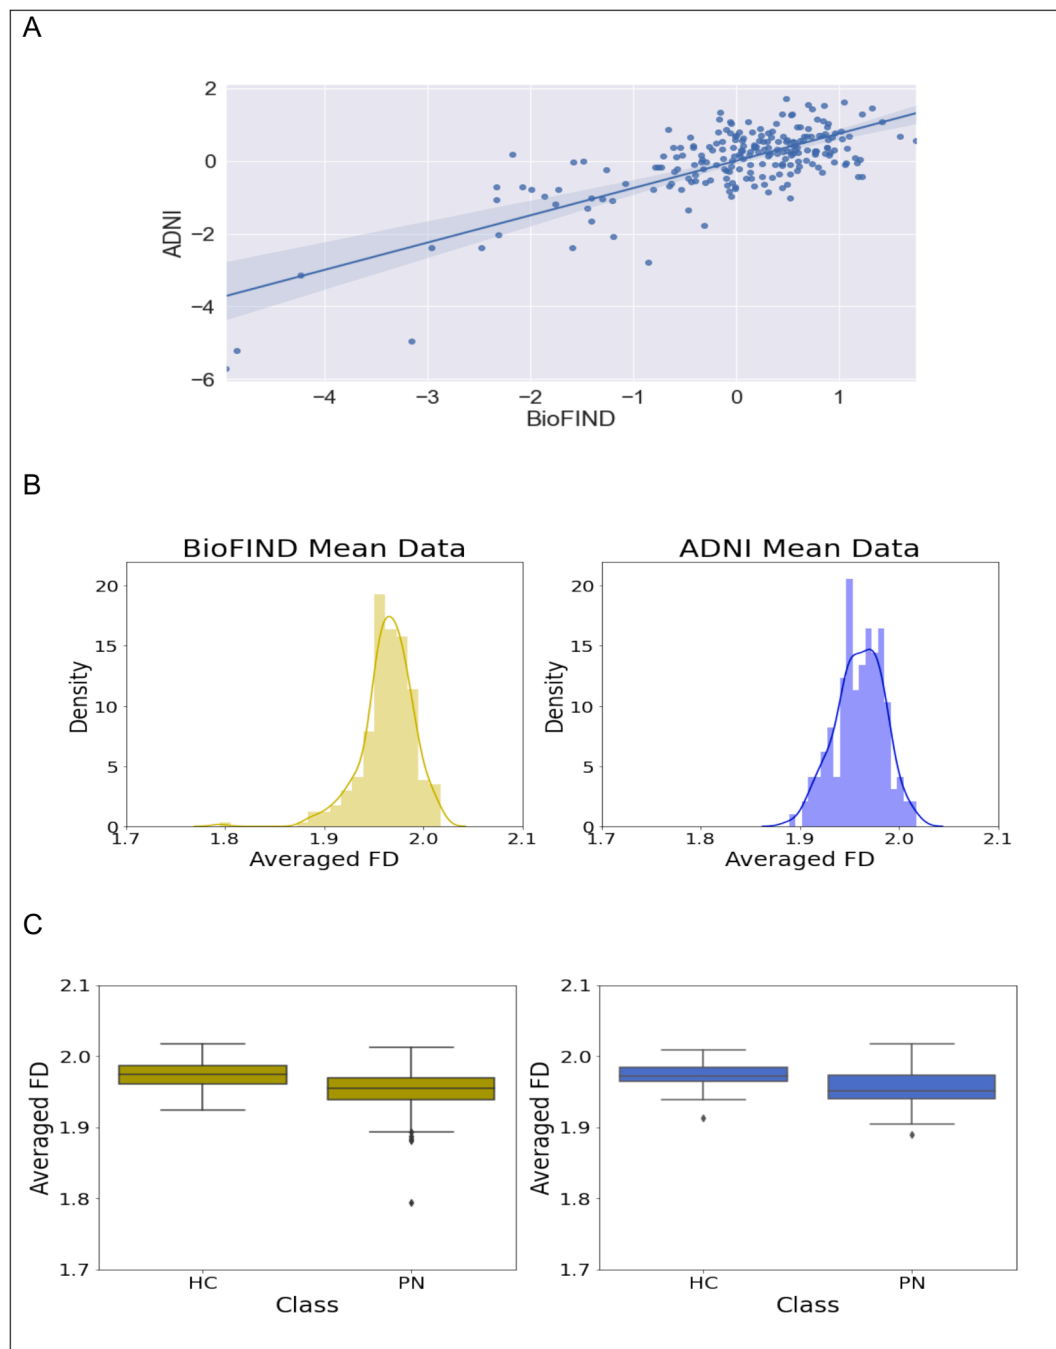 A
2
0
−2
−4
−6
ADNI
−4 −3 −2 −1 0 1
BioFIND
B
BioFIND Mean Data
20
15
10
5
0
Density
1.7 1.8 1.9 2.0 2.1
Averaged FD
ADNI Mean Data
20
15
10
5
0
Density
1.7 1.8 1.9 2.0 2.1
Averaged FD
C
2.1
2.0
1.9
1.8
1.7
Averaged FD
HC PN
Class
2.1
2.0
1.9
1.8
1.7
Averaged FD
HC PN
Class